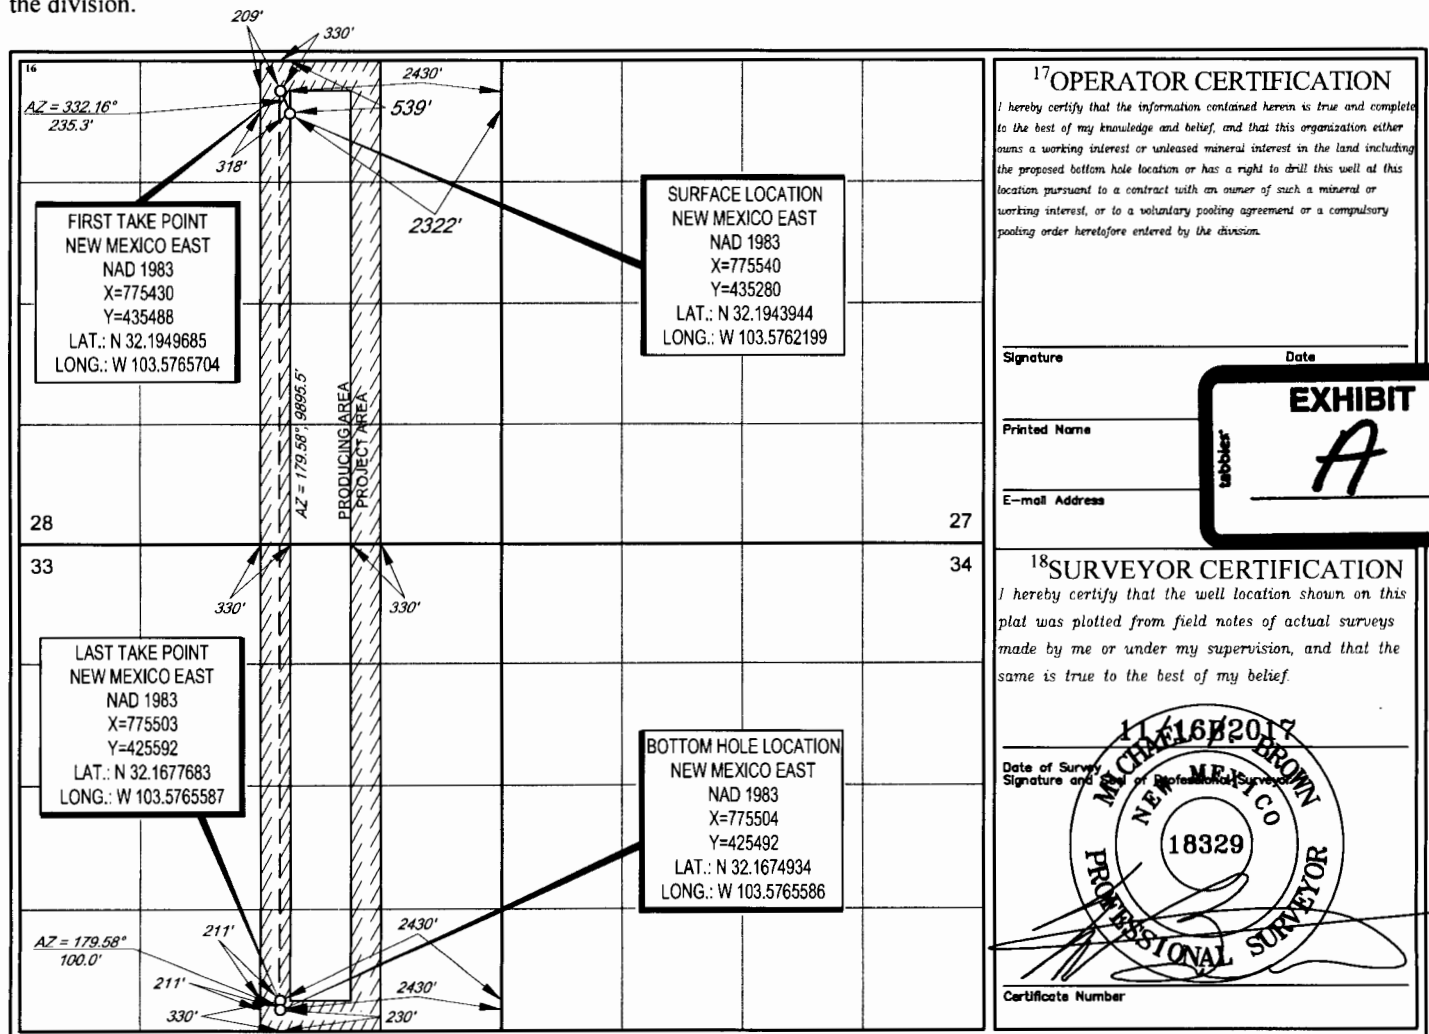 the division.
209'
330'
16
2430'
AZ = 332.16°
235.3'
539'
318'
2322'
FIRST TAKE POINT
NEW MEXICO EAST
NAD 1983
X=775430
Y=435488
LAT.: N 32.1949685
LONG.: W 103.5765704
SURFACE LOCATION
NEW MEXICO EAST
NAD 1983
X=775540
Y=435280
LAT.: N 32.1943944
LONG.: W 103.5762199
AZ = 179.58°, 9895.5'
PRODUCING AREA
PROJECT AREA
28
27
33
34
330'
330'
LAST TAKE POINT
NEW MEXICO EAST
NAD 1983
X=775503
Y=425592
LAT.: N 32.1677683
LONG.: W 103.5765587
BOTTOM HOLE LOCATION
NEW MEXICO EAST
NAD 1983
X=775504
Y=425492
LAT.: N 32.1674934
LONG.: W 103.5765586
AZ = 179.58°
100.0'
211'
2430'
211'
2430'
330'
230'
17 OPERATOR CERTIFICATION
I hereby certify that the information contained herein is true and complete
to the best of my knowledge and belief, and that this organization either
owns a working interest or unleased mineral interest in the land including
the proposed bottom hole location or has a right to drill this well at this
location pursuant to a contract with an owner of such a mineral or
working interest, or to a voluntary pooling agreement or a compulsory
pooling order heretofore entered by the division.
Signature Date
Printed Name
E-mail Address
EXHIBIT
tabbies'
A
18 SURVEYOR CERTIFICATION
I hereby certify that the well location shown on this
plat was plotted from field notes of actual surveys
made by me or under my supervision, and that the
same is true to the best of my belief.
Date of Survey
Signature and Seal of Professional Surveyor:
MICHAEL BROWN
NEW MEXICO
18329
PROFESSIONAL SURVEYOR
Certificate Number